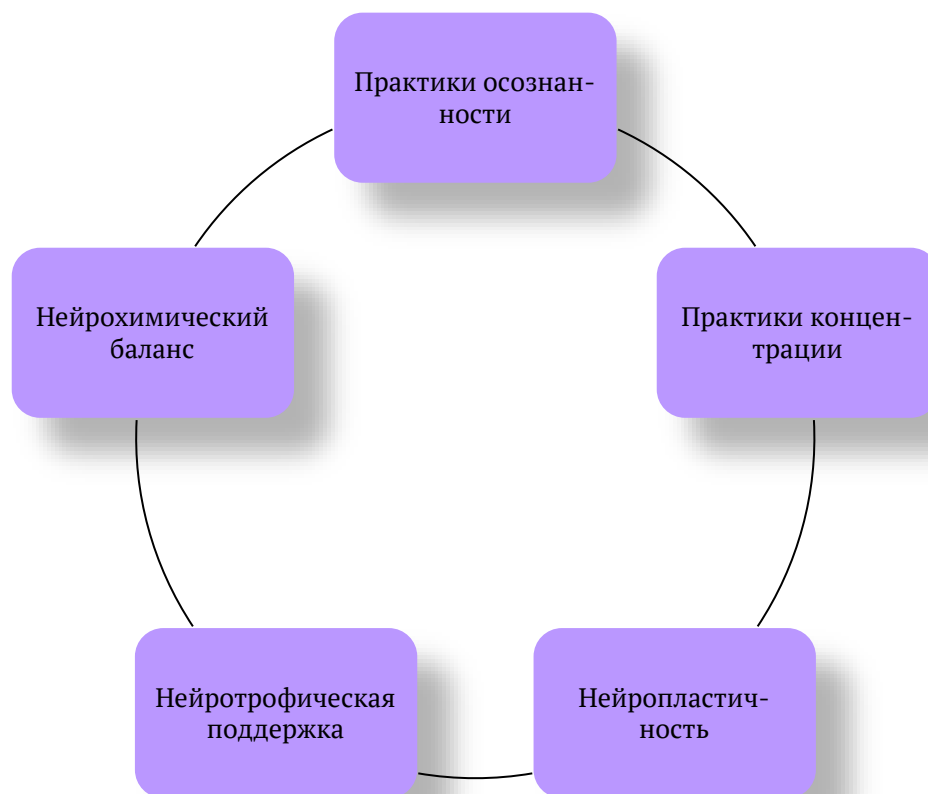 Практики осознан-
ности
Нейрохимический
баланс
Практики концен-
трации
Нейротрофическая
поддержка
Нейропластич-
ность